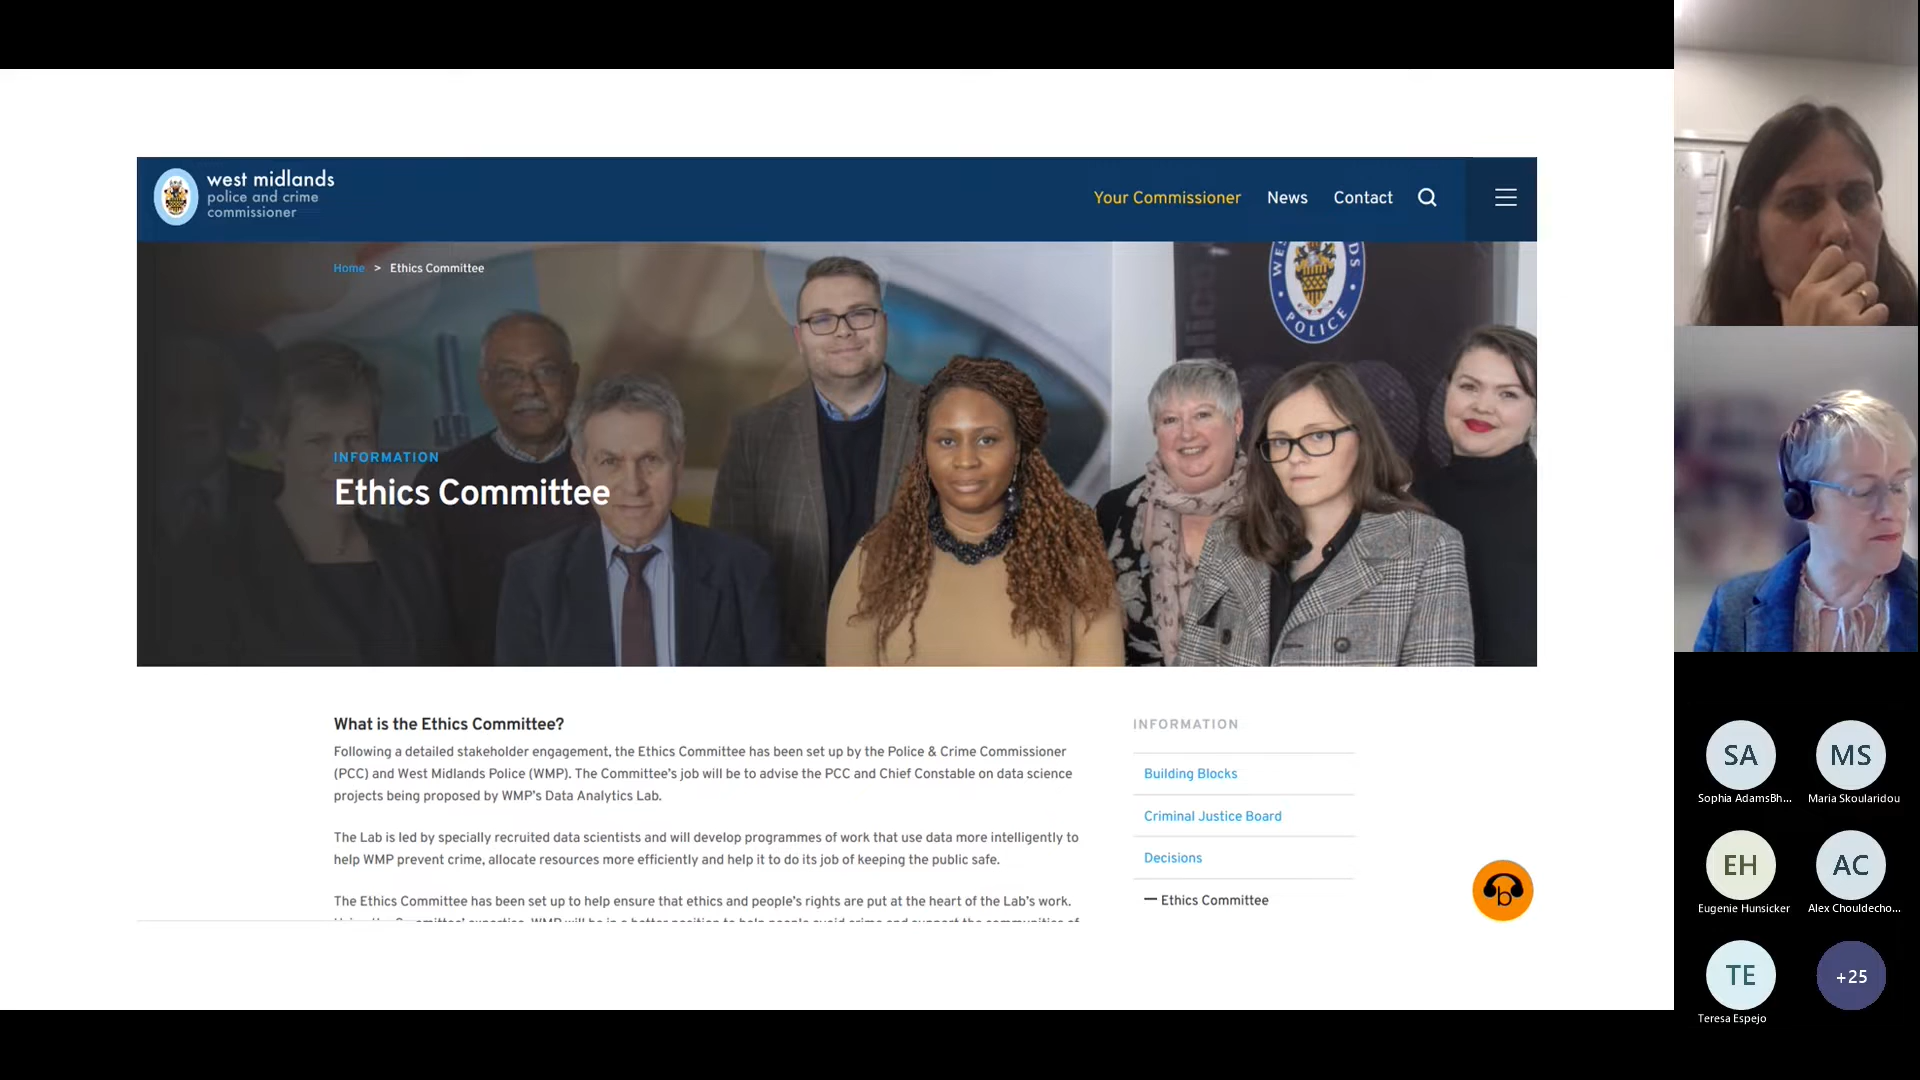 west midlands
police and crime
commissioner
Your Commissioner
News
Contact
Home > Ethics Committee
WES
DS
POLICE
INFORMATION
Ethics Committee
What is the Ethics Committee?
Following a detailed stakeholder engagement, the Ethics Committee has been set up by the Police & Crime Commissioner
(PCC) and West Midlands Police (WMP). The Committee's job will be to advise the PCC and Chief Constable on data science
projects being proposed by WMP's Data Analytics Lab.
The Lab is led by specially recruited data scientists and will develop programmes of work that use data more intelligently to
help WMP prevent crime, allocate resources more efficiently and help it to do its job of keeping the public safe.
The Ethics Committee has been set up to help ensure that ethics and people's rights are put at the heart of the Lab's work.
INFORMATION
Building Blocks
Criminal Justice Board
Decisions
— Ethics Committee
b
SA
Sophia AdamsBh...
MS
Maria Skoularidou
EH
Eugenie Hunsicker
AC
Alex Chouldecho...
TE
Teresa Espejo
+25